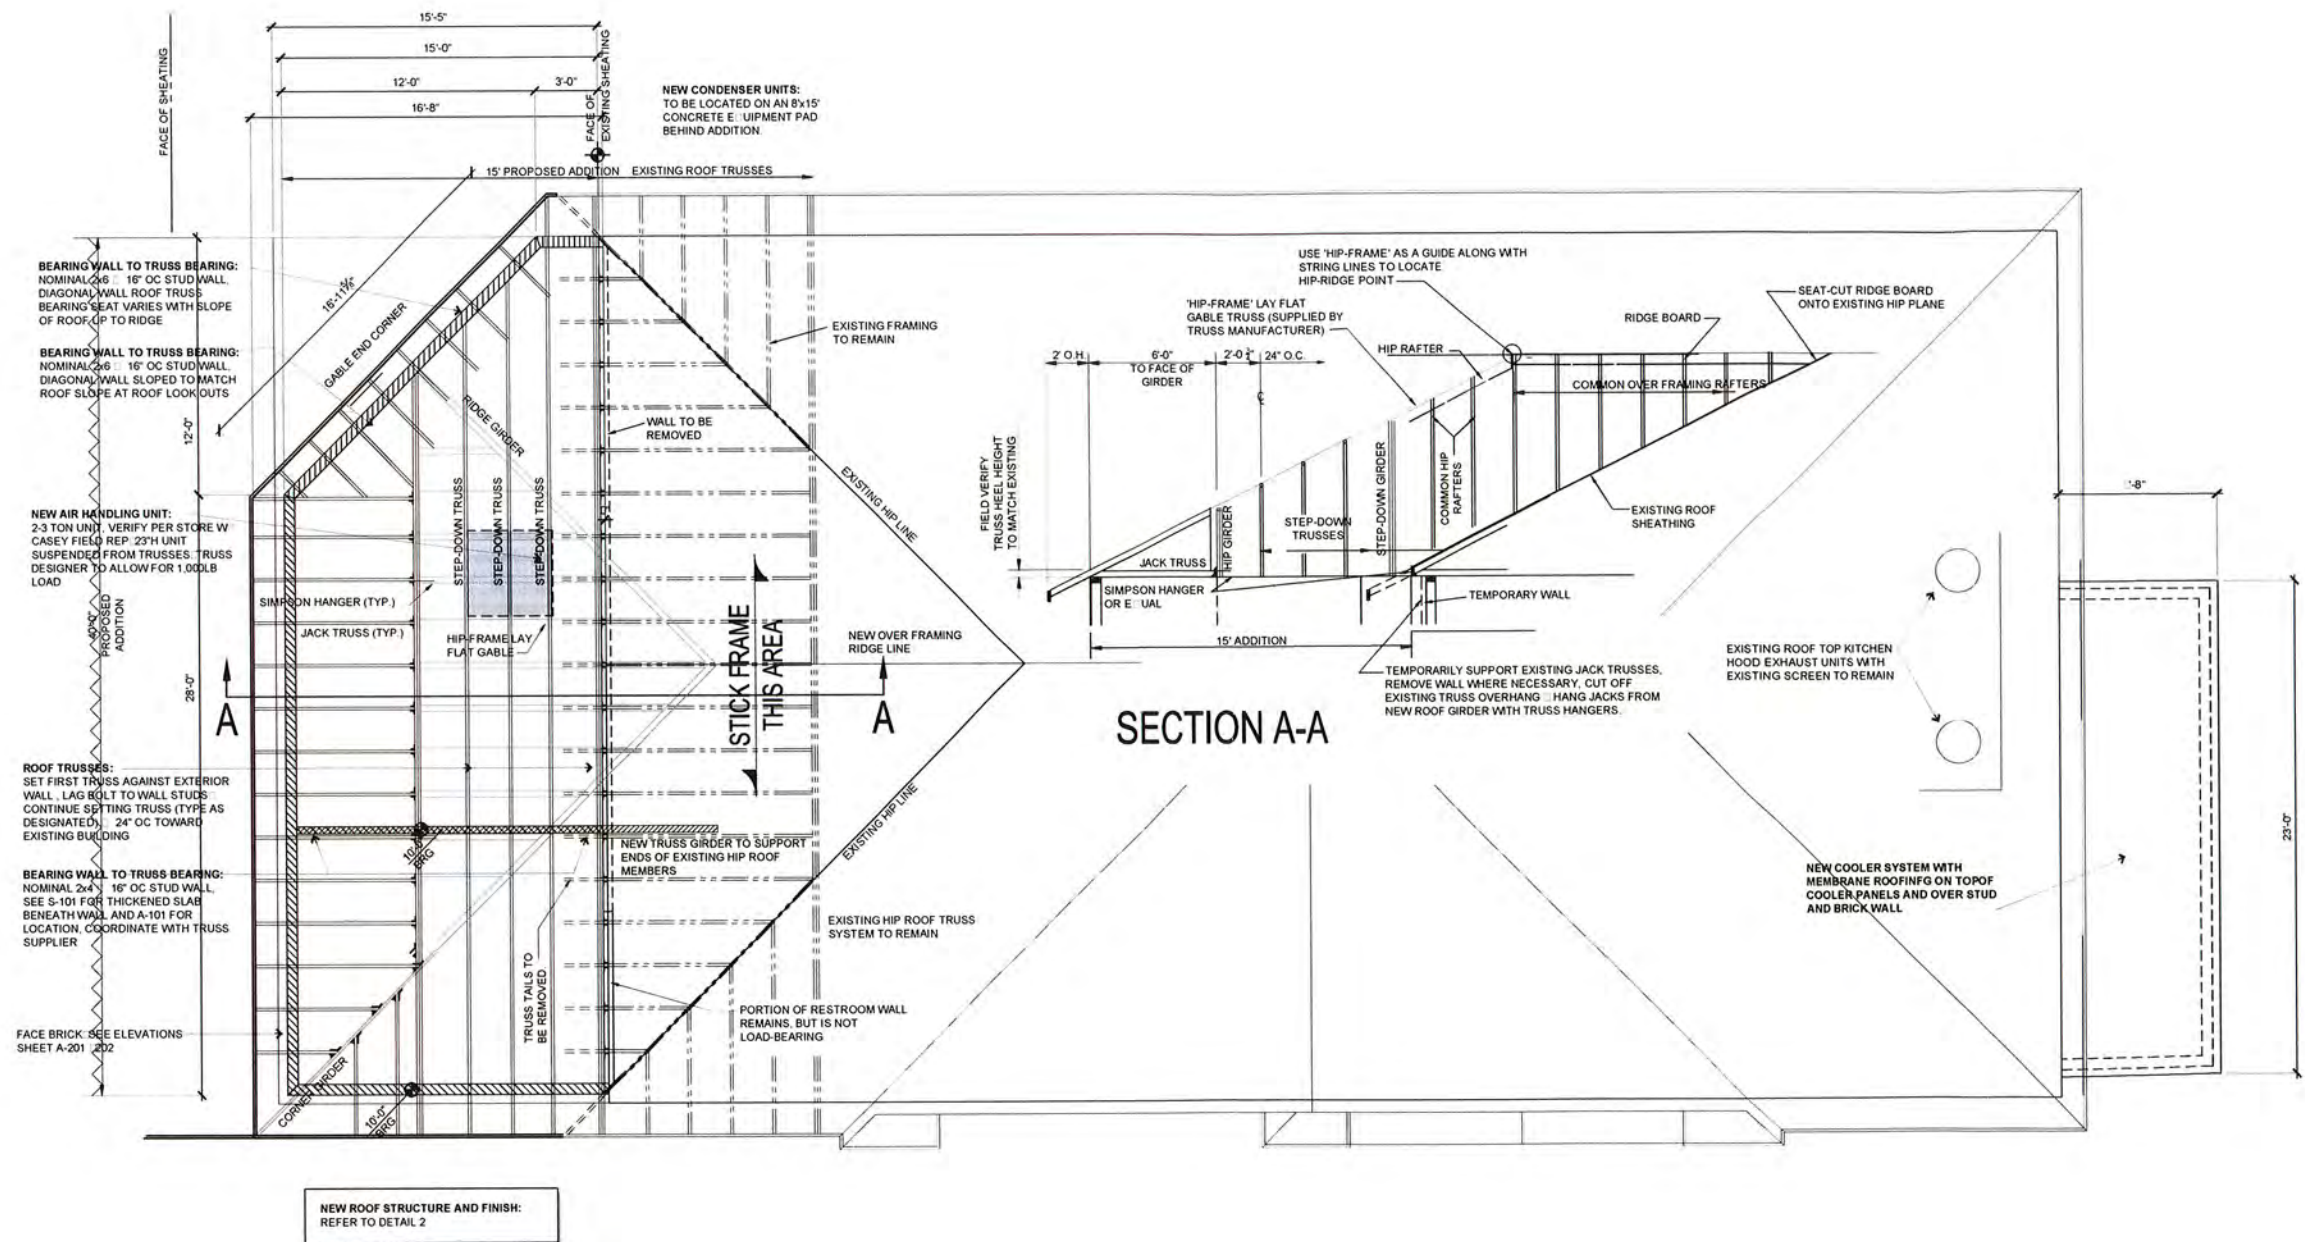 15'-5"
15'-0"
12'-0"
3'-0"
16'-8"
FACE OF SHEATING
FACE OF
EXISTING SHEATING
NEW CONDENSER UNITS:
TO BE LOCATED ON AN 8'x15'
CONCRETE E□UIPMENT PAD
BEHIND ADDITION
15' PROPOSED ADDITION
EXISTING ROOF TRUSSES
BEARING WALL TO TRUSS BEARING:
NOMINAL 2x6 □ 16" OC STUD WALL,
DIAGONAL WALL ROOF TRUSS
BEARING SEAT VARIES WITH SLOPE
OF ROOF UP TO RIDGE
BEARING WALL TO TRUSS BEARING:
NOMINAL 2x6 □ 16" OC STUD WALL,
DIAGONAL WALL SLOPED TO MATCH
ROOF SLOPE AT ROOF LOOK OUTS
GABLE END CORNER
12'-0"
RIDGE GIRDER
WALL TO BE
REMOVED
EXISTING FRAMING
TO REMAIN
EXISTING HIP LINE
NEW AIR HANDLING UNIT:
2-3 TON UNIT, VERIFY PER STORE W
CASEY FIELD REP □ 23"H UNIT
SUSPENDED FROM TRUSSES □ TRUSS
DESIGNER TO ALLOW FOR 1,000LB
LOAD
STEP-DOWN TRUSS
STEP-DOWN TRUSS
STEP-DOWN TRUSS
SIMPSON HANGER (TYP.)
JACK TRUSS (TYP.)
HIP-FRAME LAY
FLAT GABLE
PROPOSED
ADDITION
28'-0"
STICK FRAME
THIS AREA
NEW OVER FRAMING
RIDGE LINE
A
A
ROOF TRUSSES:
SET FIRST TRUSS AGAINST EXTERIOR
WALL , LAG BOLT TO WALL STUDS □
CONTINUE SETTING TRUSS (TYPE AS
DESIGNATED) □ 24" OC TOWARD
EXISTING BUILDING
BRG
NEW TRUSS GIRDER TO SUPPORT
ENDS OF EXISTING HIP ROOF
MEMBERS
EXISTING HIP LINE
BEARING WALL TO TRUSS BEARING:
NOMINAL 2x4 16" OC STUD WALL,
SEE S-101 FOR THICKENED SLAB
BENEATH WALL AND A-101 FOR
LOCATION, COORDINATE WITH TRUSS
SUPPLIER
EXISTING HIP ROOF TRUSS
SYSTEM TO REMAIN
TRUSS TAILS TO
BE REMOVED
PORTION OF RESTROOM WALL
REMAINS, BUT IS NOT
LOAD-BEARING
FACE BRICK □ SEE ELEVATIONS
SHEET A-201 □ 202
CORNER GIRDER
10'-0"
BRG
NEW ROOF STRUCTURE AND FINISH:
REFER TO DETAIL 2
USE 'HIP-FRAME' AS A GUIDE ALONG WITH
STRING LINES TO LOCATE
HIP-RIDGE POINT
'HIP-FRAME' LAY FLAT
GABLE TRUSS (SUPPLIED BY
TRUSS MANUFACTURER)
SEAT-CUT RIDGE BOARD
ONTO EXISTING HIP PLANE
RIDGE BOARD
HIP RAFTER
2' O.H.
6'-0"
TO FACE OF
GIRDER
24" O.C.
COMMON OVER FRAMING RAFTERS
FIELD VERIFY
TRUSS HEEL HEIGHT
TO MATCH EXISTING
HIP GIRDER
STEP-DOWN
TRUSSES
STEP-DOWN GIRDER
COMMON HIP
RAFTERS
EXISTING ROOF
SHEATHING
JACK TRUSS
SIMPSON HANGER
OR E□UAL
TEMPORARY WALL
15' ADDITION
TEMPORARILY SUPPORT EXISTING JACK TRUSSES,
REMOVE WALL WHERE NECESSARY, CUT OFF
EXISTING TRUSS OVERHANG □ HANG JACKS FROM
NEW ROOF GIRDER WITH TRUSS HANGERS.
SECTION A-A
□'-8"
EXISTING ROOF TOP KITCHEN
HOOD EXHAUST UNITS WITH
EXISTING SCREEN TO REMAIN
23'-0"
NEW COOLER SYSTEM WITH
MEMBRANE ROOFINFG ON TOPOF
COOLER PANELS AND OVER STUD
AND BRICK WALL